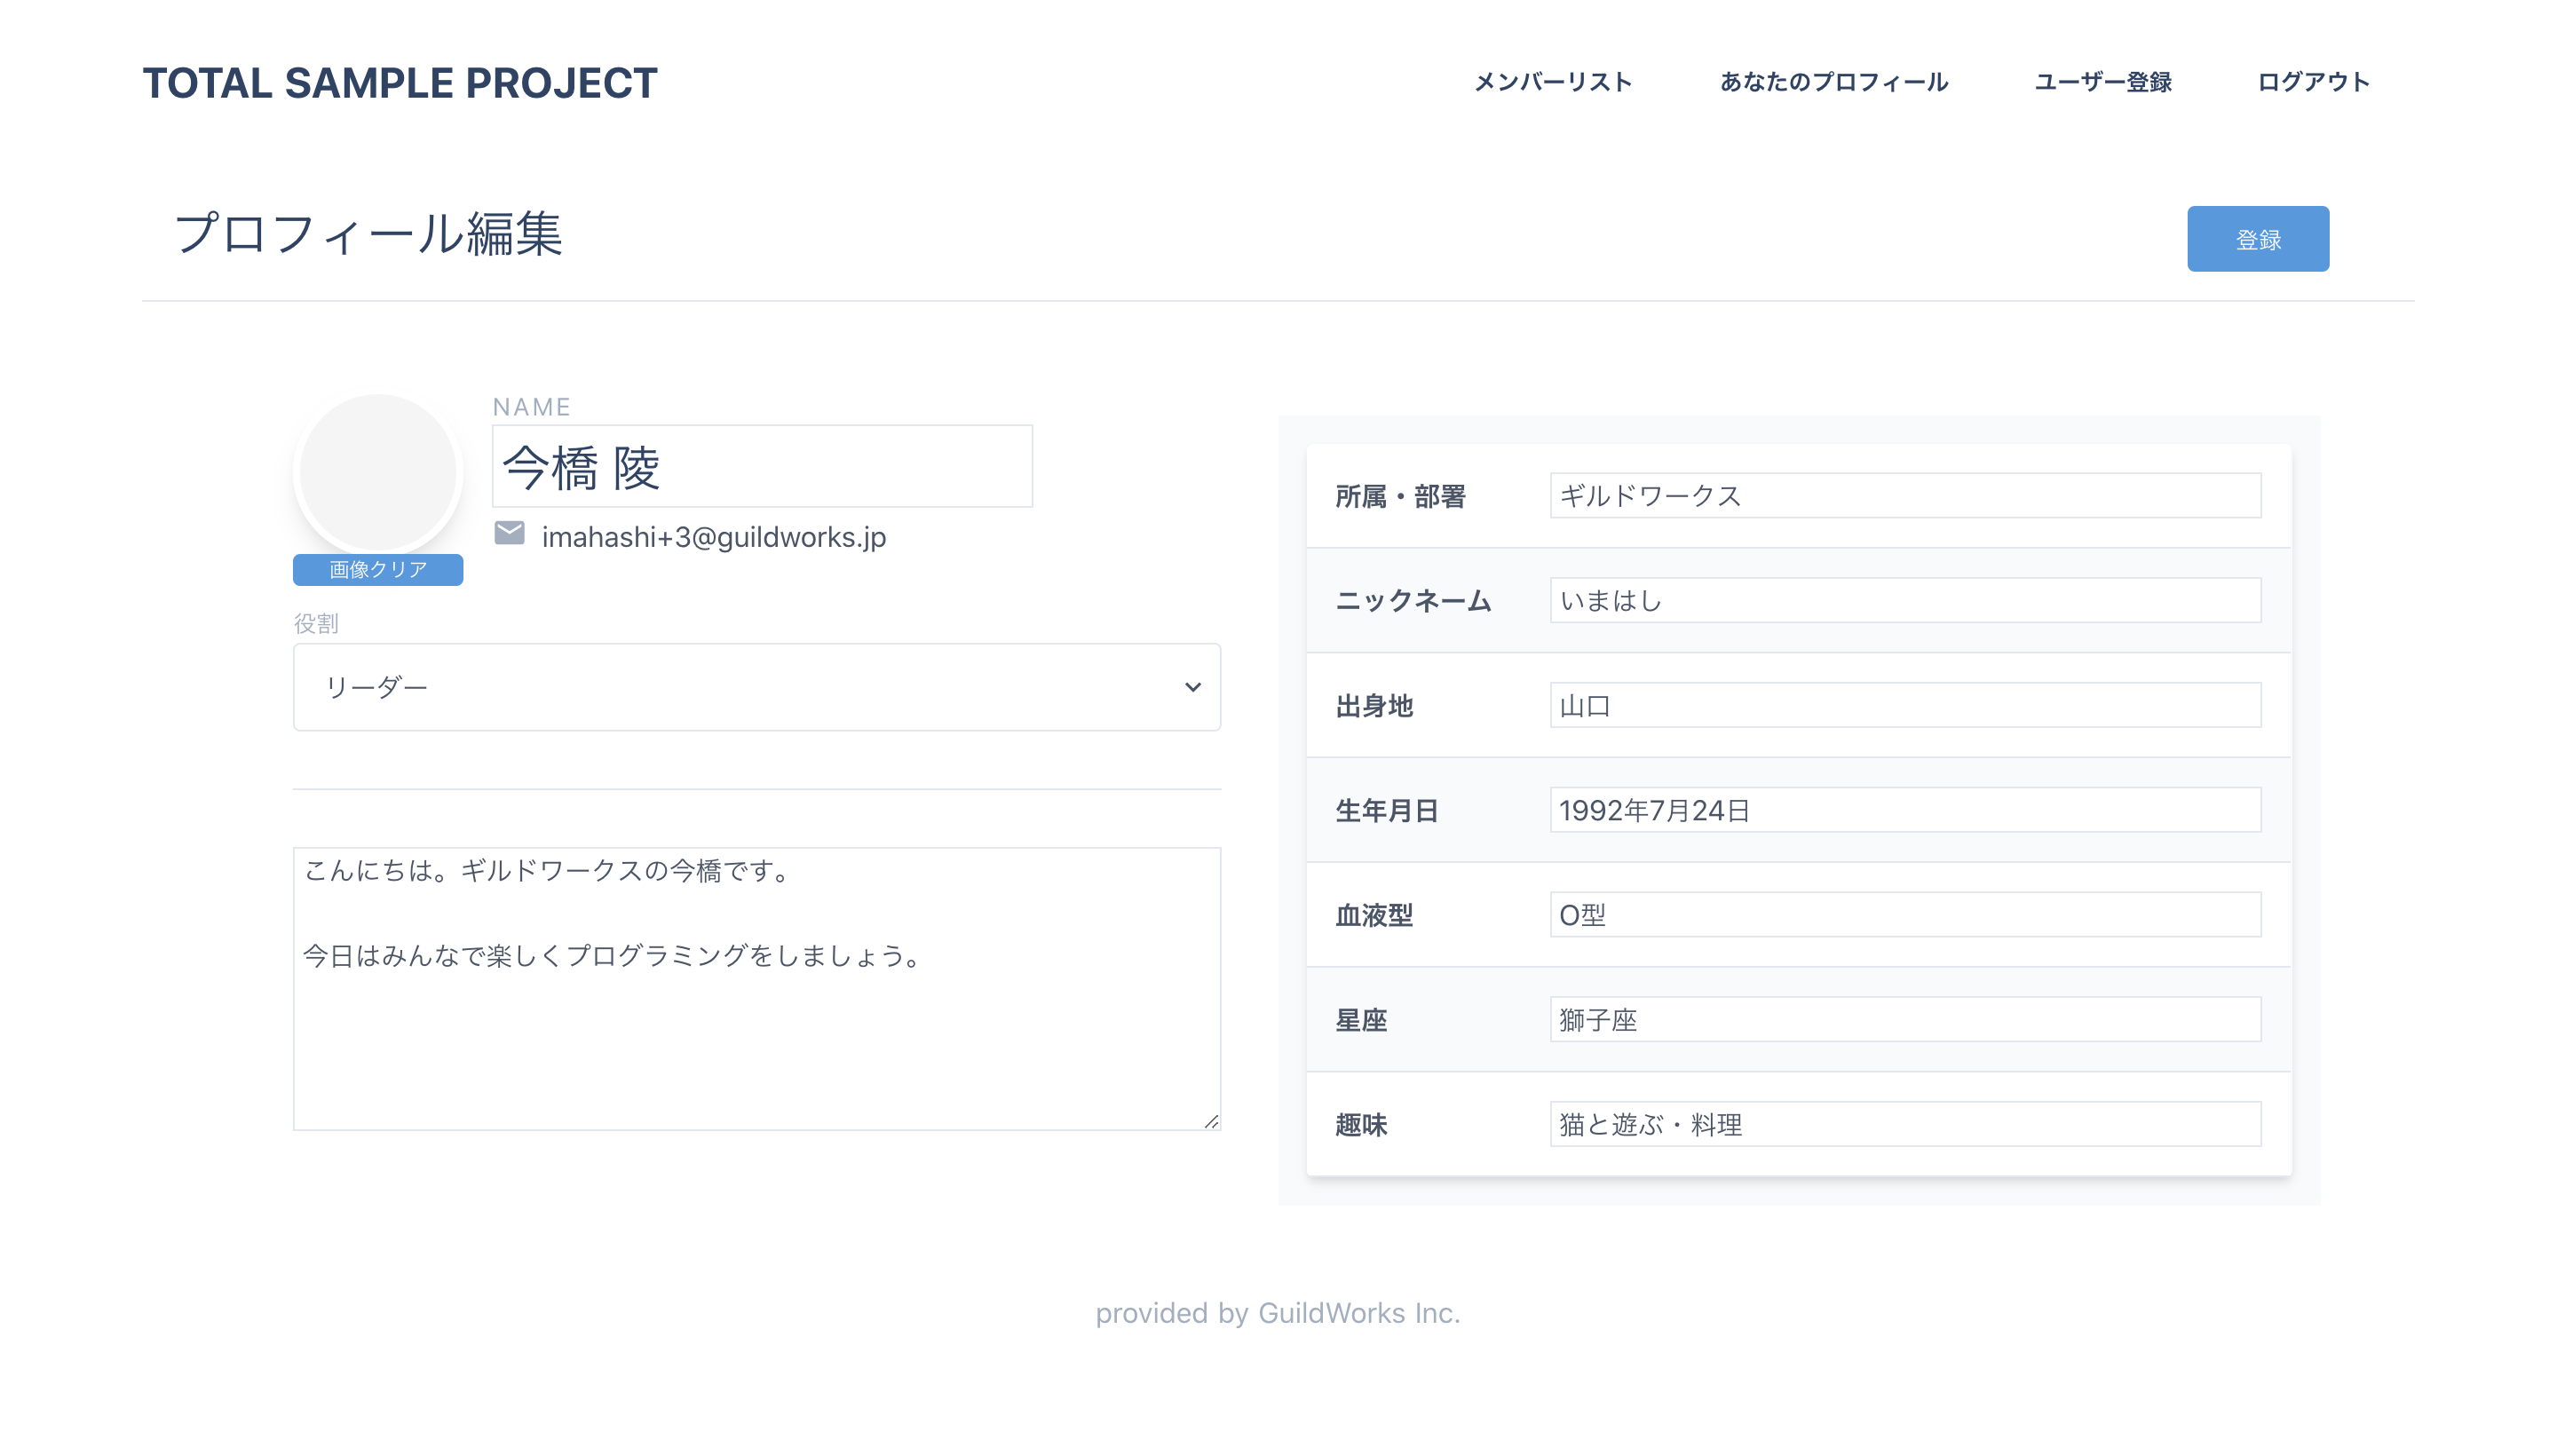 TOTAL SAMPLE PROJECT
メンバーリスト
あなたのプロフィール
ユーザー登録
ログアウト
プロフィール編集
登録
NAME
今橋 陵
imahashi+3@guildworks.jp
画像クリア
役割
リーダー
こんにちは。ギルドワークスの今橋です。
今日はみんなで楽しくプログラミングをしましょう。
所属・部署 ギルドワークス
ニックネーム いまはし
出身地 山口
生年月日 1992年7月24日
血液型 O型
星座 獅子座
趣味 猫と遊ぶ・料理
provided by GuildWorks Inc.